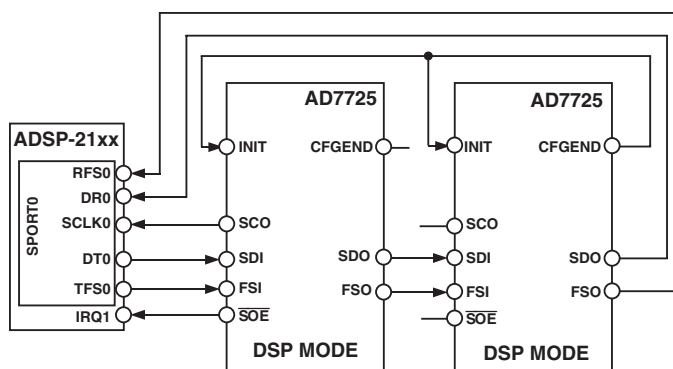 AD7725
AD7725
ADSP-21xx
SPORT0
RFS0
DR0
SCLK0
DT0
TFS0
IRQ1
INIT
CFGEND
SCO
SDI
SDO
FSI
FSO
SOE
DSP MODE
INIT
CFGEND
SCO
SDI
SDO
FSI
FSO
SOE
DSP MODE